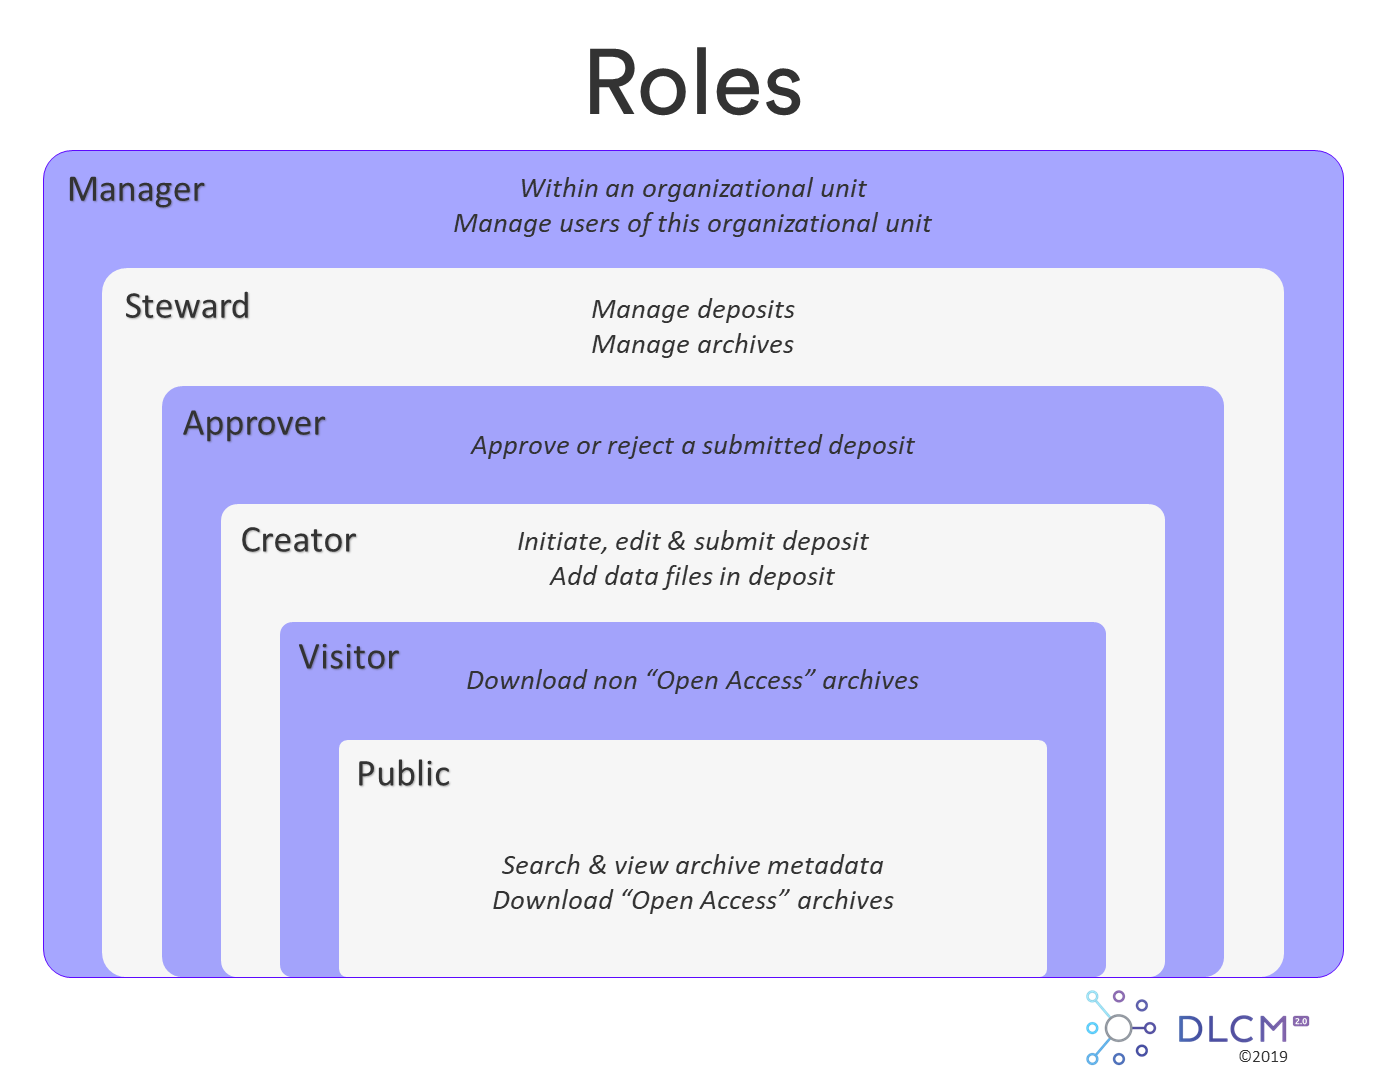 Roles
Manager
Within an organizational unit
Manage users of this organizational unit
Steward
Manage deposits
Manage archives
Approver
Approve or reject a submitted deposit
Creator
Initiate, edit & submit deposit
Add data files in deposit
Visitor
Download non “Open Access” archives
Public
Search & view archive metadata
Download “Open Access” archives
DLCM 2.0
©2019